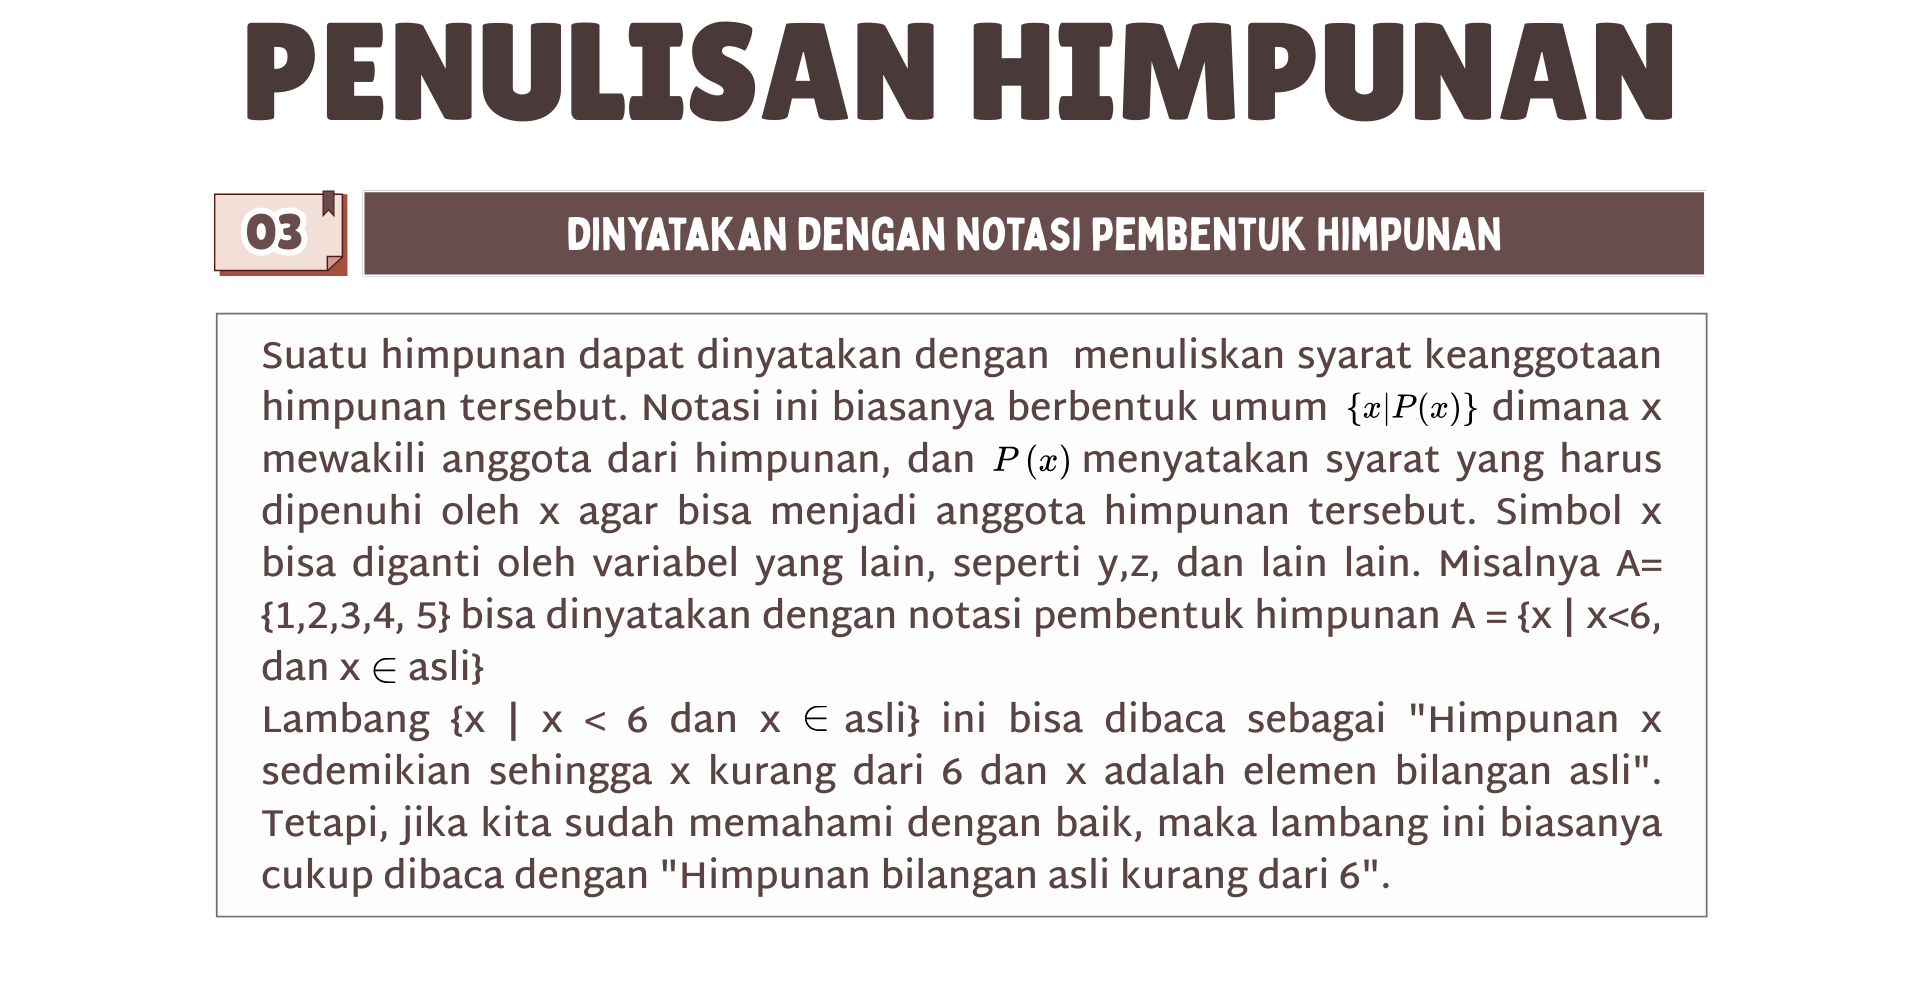 PENULISAN HIMPUNAN
03
DINYATAKAN DENGAN NOTASI PEMBENTUK HIMPUNAN
Suatu himpunan dapat dinyatakan dengan  menuliskan syarat keanggotaan
himpunan tersebut. Notasi ini biasanya berbentuk umum {x|P(x)} dimana x
mewakili anggota dari himpunan, dan P(x) menyatakan syarat yang harus
dipenuhi oleh x agar bisa menjadi anggota himpunan tersebut. Simbol x
bisa diganti oleh variabel yang lain, seperti y,z, dan lain lain. Misalnya A=
{1,2,3,4, 5} bisa dinyatakan dengan notasi pembentuk himpunan A = {x | x<6,
dan x ∈ asli}
Lambang {x | x < 6 dan x ∈ asli} ini bisa dibaca sebagai "Himpunan x
sedemikian sehingga x kurang dari 6 dan x adalah elemen bilangan asli".
Tetapi, jika kita sudah memahami dengan baik, maka lambang ini biasanya
cukup dibaca dengan "Himpunan bilangan asli kurang dari 6".